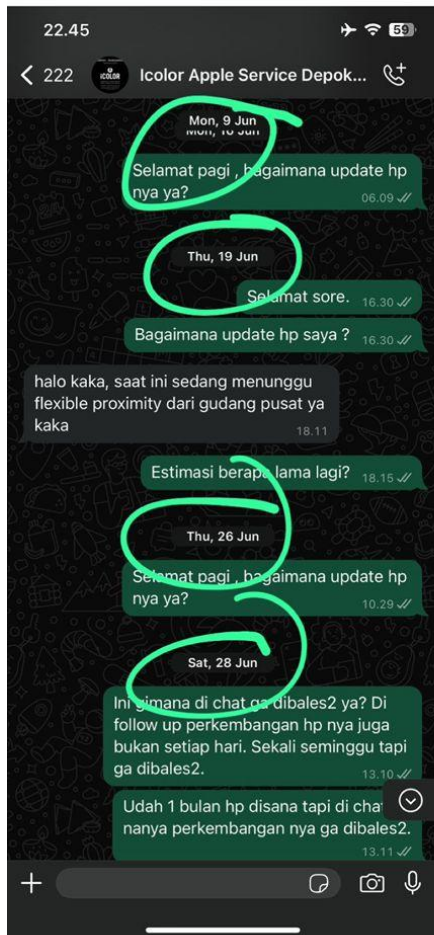 22.45
59
222
iCOLOR
Icolor Apple Service Depok...
Mon, 9 Jun
Mon, 16 Jun
Selamat pagi , bagaimana update hp
nya ya?
06.09
Thu, 19 Jun
Selamat sore.
16.30
Bagaimana update hp saya ?
16.30
halo kaka, saat ini sedang menunggu
flexible proximity dari gudang pusat ya
kaka
18.11
Estimasi berapa lama lagi?
18.15
Thu, 26 Jun
Selamat pagi , bagaimana update hp
nya ya?
10.29
Sat, 28 Jun
Ini gimana di chat ga dibales2 ya? Di
follow up perkembangan hp nya juga
bukan setiap hari. Sekali seminggu tapi
ga dibales2.
13.10
Udah 1 bulan hp disana tapi di chat
nanya perkembangan nya ga dibales2.
13.11